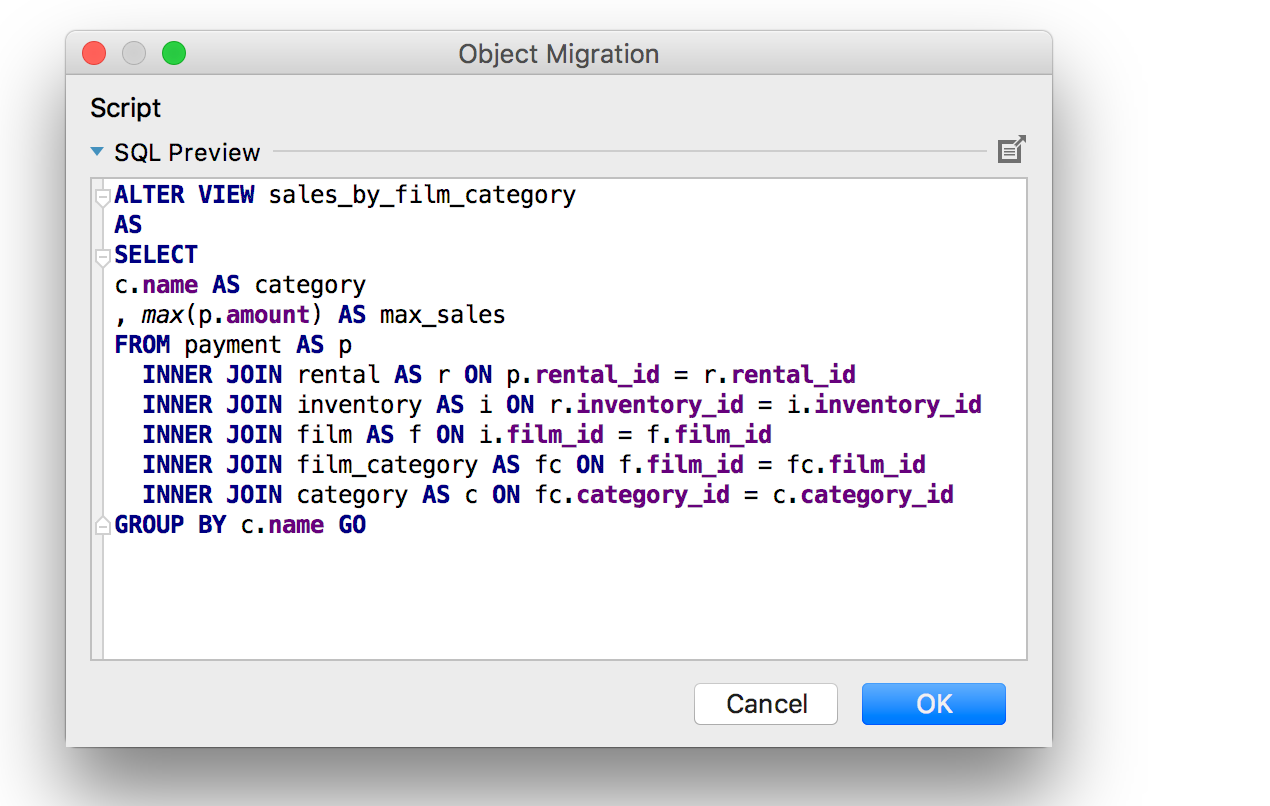 Object Migration
Script
SQL Preview
ALTER VIEW sales_by_film_category
AS
SELECT
c.name AS category
, max(p.amount) AS max_sales
FROM payment AS p
  INNER JOIN rental AS r ON p.rental_id = r.rental_id
  INNER JOIN inventory AS i ON r.inventory_id = i.inventory_id
  INNER JOIN film AS f ON i.film_id = f.film_id
  INNER JOIN film_category AS fc ON f.film_id = fc.film_id
  INNER JOIN category AS c ON fc.category_id = c.category_id
GROUP BY c.name GO
Cancel OK